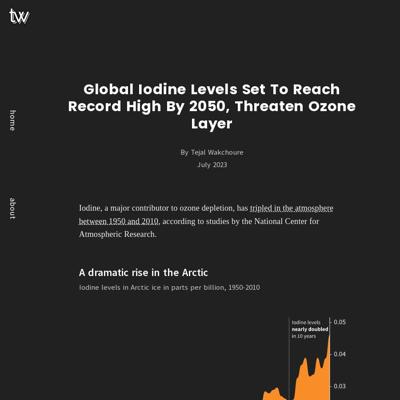 tw
home
about
Global Iodine Levels Set To Reach
Record High By 2050, Threaten Ozone
Layer
By Tejal Wakchoure
July 2023
Iodine, a major contributor to ozone depletion, has tripled in the atmosphere
between 1950 and 2010, according to studies by the National Center for
Atmospheric Research.
A dramatic rise in the Arctic
Iodine levels in Arctic ice in parts per billion, 1950-2010
Iodine levels
nearly doubled
in 10 years
0.05
0.04
0.03